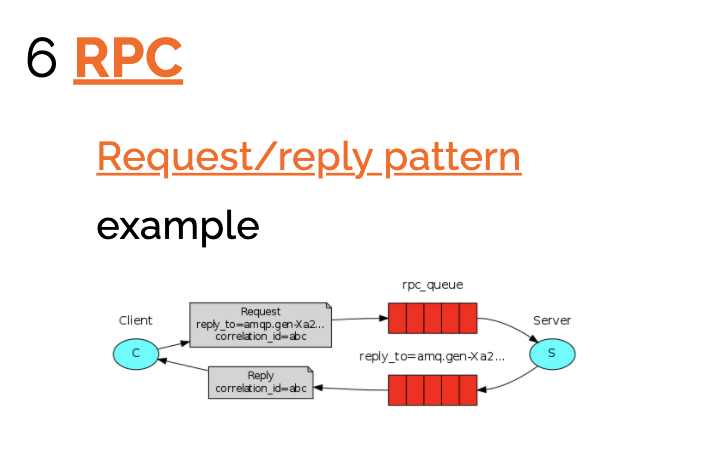 6 RPC
Request/reply pattern
example
rpc_queue
Client
Request
reply_to=amqp.gen-Xa2...
correlation_id=abc
Server
C
S
reply_to=amq.gen-Xa2...
Reply
correlation_id=abc